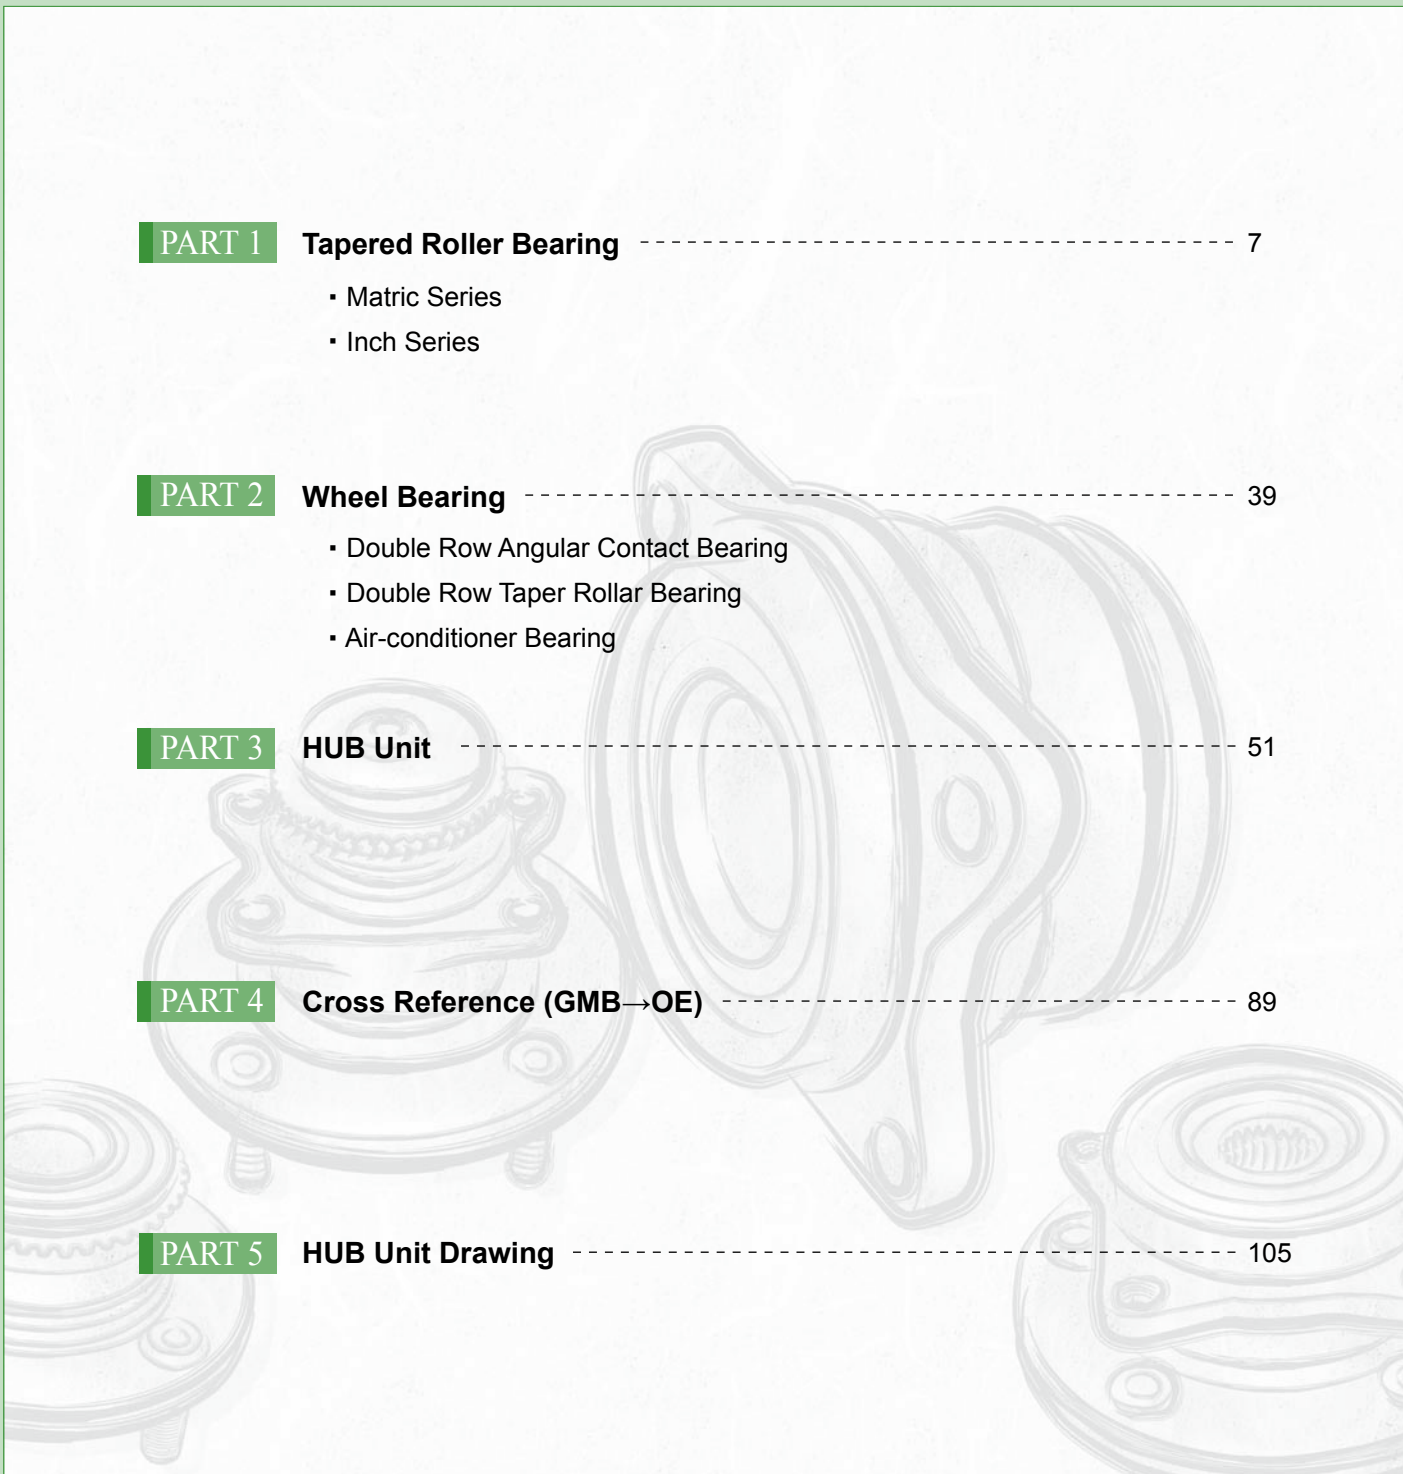 PART 1 Tapered Roller Bearing 7
· Matric Series
· Inch Series
PART 2 Wheel Bearing 39
· Double Row Angular Contact Bearing
· Double Row Taper Rollar Bearing
· Air-conditioner Bearing
PART 3 HUB Unit 51
PART 4 Cross Reference (GMB→OE) 89
PART 5 HUB Unit Drawing 105